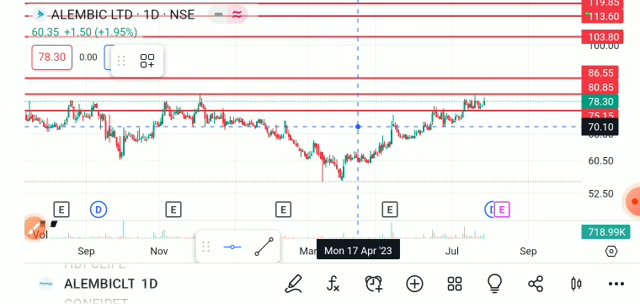 ALEMBIC LTD · 1D · NSE
60.35 +1.50 (+1.95%)
78.30 0.00
119.85
113.60
103.80
100.00
86.55
80.85
78.30
75.15
70.10
60.50
52.50
E D E E E E
Vol
718.99K
Sep Nov Mar Mon 17 Apr '23 Jul Sep
ALEMBICLT 1D